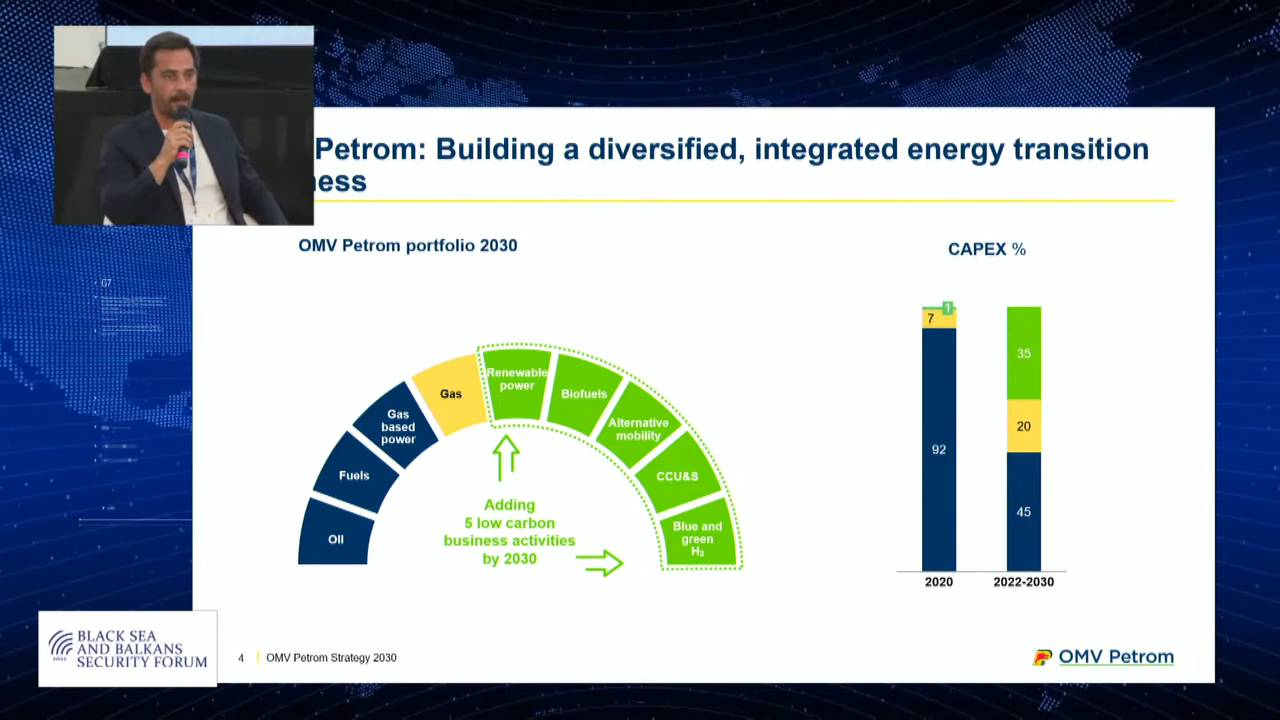 Petrom: Building a diversified, integrated energy transition
ness
OMV Petrom portfolio 2030
CAPEX %
Oil
Fuels
Gas
based
power
Gas
Renewable
power
Biofuels
Alternative
mobility
CCU&S
Blue and
green
H₂
Adding
5 low carbon
business activities
by 2030
1
7
92
2020
35
20
45
2022-2030
BLACK SEA
AND BALKANS
SECURITY FORUM
4
OMV Petrom Strategy 2030
OMV Petrom